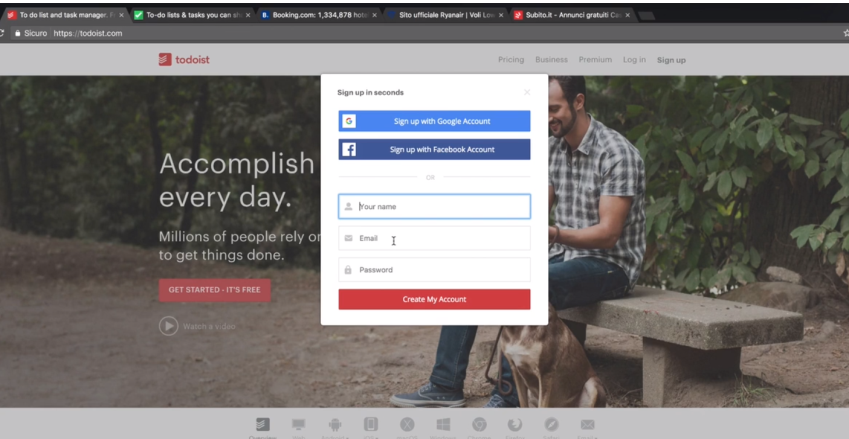 To do list and task manager. F
To-do lists & tasks you can sh
B. Booking.com: 1,334,878 hote
Sito ufficiale Ryanair | Voli Low
Subito.it - Annunci gratuiti Cas
Sicuro https://todoist.com
todoist
Pricing Business Premium Log in Sign up
Sign up in seconds
G Sign up with Google Account
f Sign up with Facebook Account
OR
Your name
Email
Password
Create My Account
Accomplish
every day.
Millions of people rely or
to get things done.
GET STARTED - IT'S FREE
Watch a video